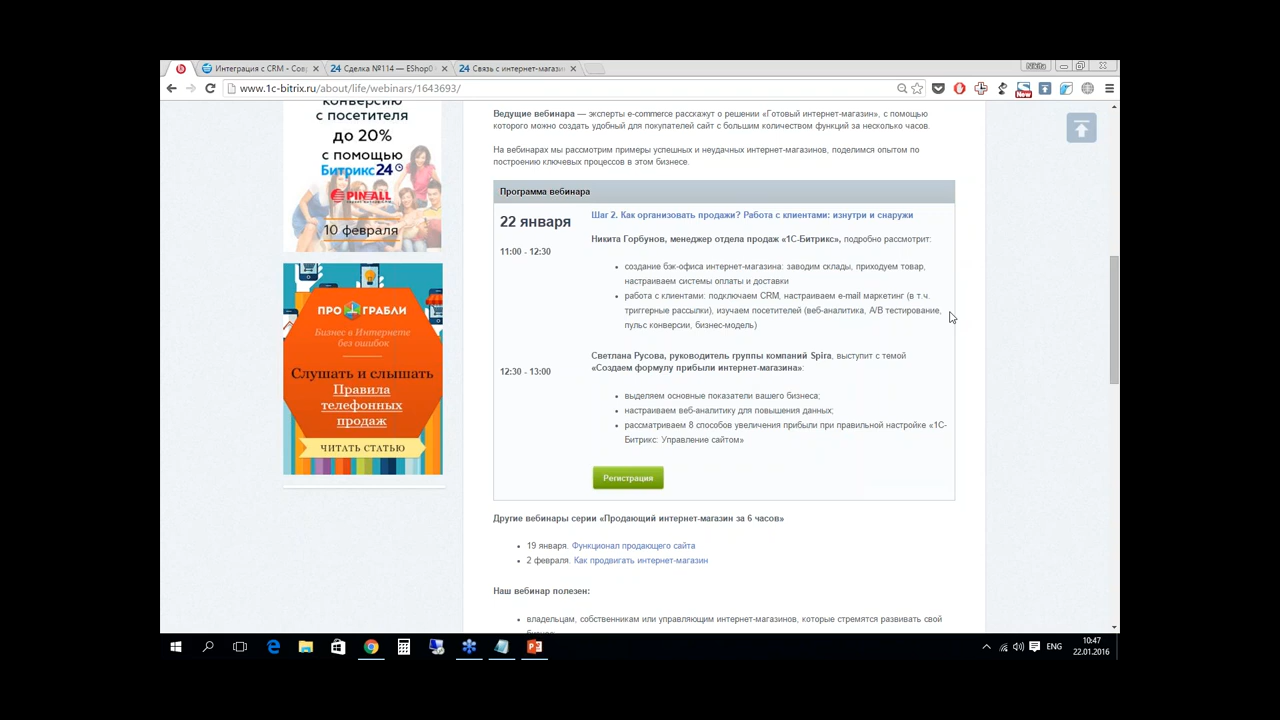 Интеграция с CRM - Сов
24 Сделка №114 — EShop
24 Связь с интернет-магази
Nikita
www.1c-bitrix.ru/about/life/webinars/1643693/
New
конверсию
с посетителя
до 20%
с помощью
Битрикс24
PINALL
10 февраля
ПРО ГРАБЛИ
Бизнес в Интернете
без ошибок
Слушать и слышать
Правила
телефонных
продаж
ЧИТАТЬ СТАТЬЮ
Ведущие вебинара — эксперты e-commerce расскажут о решении «Готовый интернет-магазин», с помощью
которого можно создать удобный для покупателей сайт с большим количеством функций за несколько часов.
На вебинарах мы рассмотрим примеры успешных и неудачных интернет-магазинов, поделимся опытом по
построению ключевых процессов в этом бизнесе.
Программа вебинара
22 января
11:00 - 12:30
Шаг 2. Как организовать продажи? Работа с клиентами: изнутри и снаружи
Никита Горбунов, менеджер отдела продаж «1С-Битрикс», подробно рассмотрит:
• создание бэк-офиса интернет-магазина: заводим склады, приходуем товар,
настраиваем системы оплаты и доставки
• работа с клиентами: подключаем CRM, настраиваем e-mail маркетинг (в т.ч.
триггерные рассылки), изучаем посетителей (веб-аналитика, A/B тестирование,
пульс конверсии, бизнес-модель)
12:30 - 13:00
Светлана Русова, руководитель группы компаний Spira, выступит с темой
«Создаем формулу прибыли интернет-магазина»:
• выделяем основные показатели вашего бизнеса;
• настраиваем веб-аналитику для повышения данных;
• рассматриваем 8 способов увеличения прибыли при правильной настройке «1С-
Битрикс: Управление сайтом»
Регистрация
Другие вебинары серии «Продающий интернет-магазин за 6 часов»
• 19 января. Функционал продающего сайта
• 2 февраля. Как продвигать интернет-магазин
Наш вебинар полезен:
• владельцам, собственникам или управляющим интернет-магазинов, которые стремятся развивать свой
ENG
10:47
22.01.2016